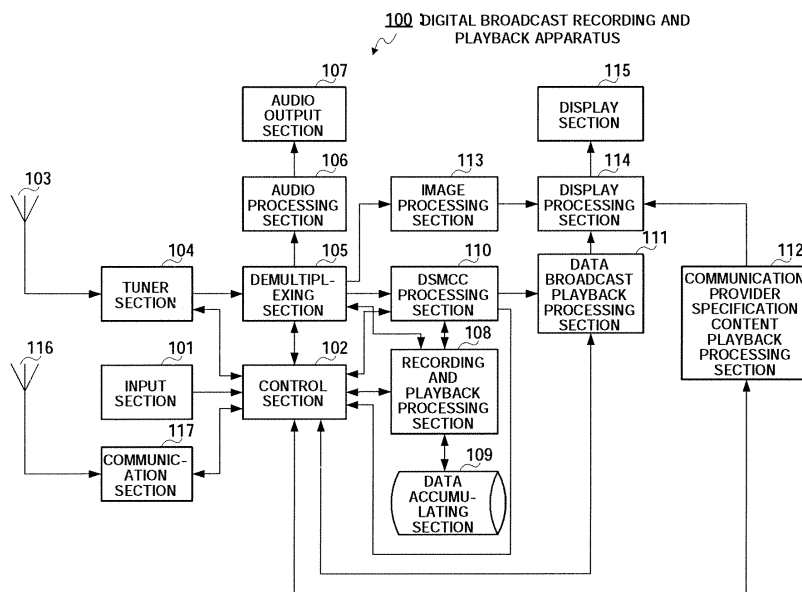 100 : DIGITAL BROADCAST RECORDING AND
PLAYBACK APPARATUS
107
AUDIO
OUTPUT
SECTION
115
DISPLAY
SECTION
106
AUDIO
PROCESSING
SECTION
113
IMAGE
PROCESSING
SECTION
114
DISPLAY
PROCESSING
SECTION
103
104
TUNER
SECTION
105
DEMULTIPL-
EXING
SECTION
110
DSMCC
PROCESSING
SECTION
111
DATA
BROADCAST
PLAYBACK
PROCESSING
SECTION
112
COMMUNICATION
PROVIDER
SPECIFICATION
CONTENT
PLAYBACK
PROCESSING
SECTION
116
101
INPUT
SECTION
102
CONTROL
SECTION
108
RECORDING
AND
PLAYBACK
PROCESSING
SECTION
117
COMMUNIC-
ATION
SECTION
109
DATA
ACCUMU-
LATING
SECTION